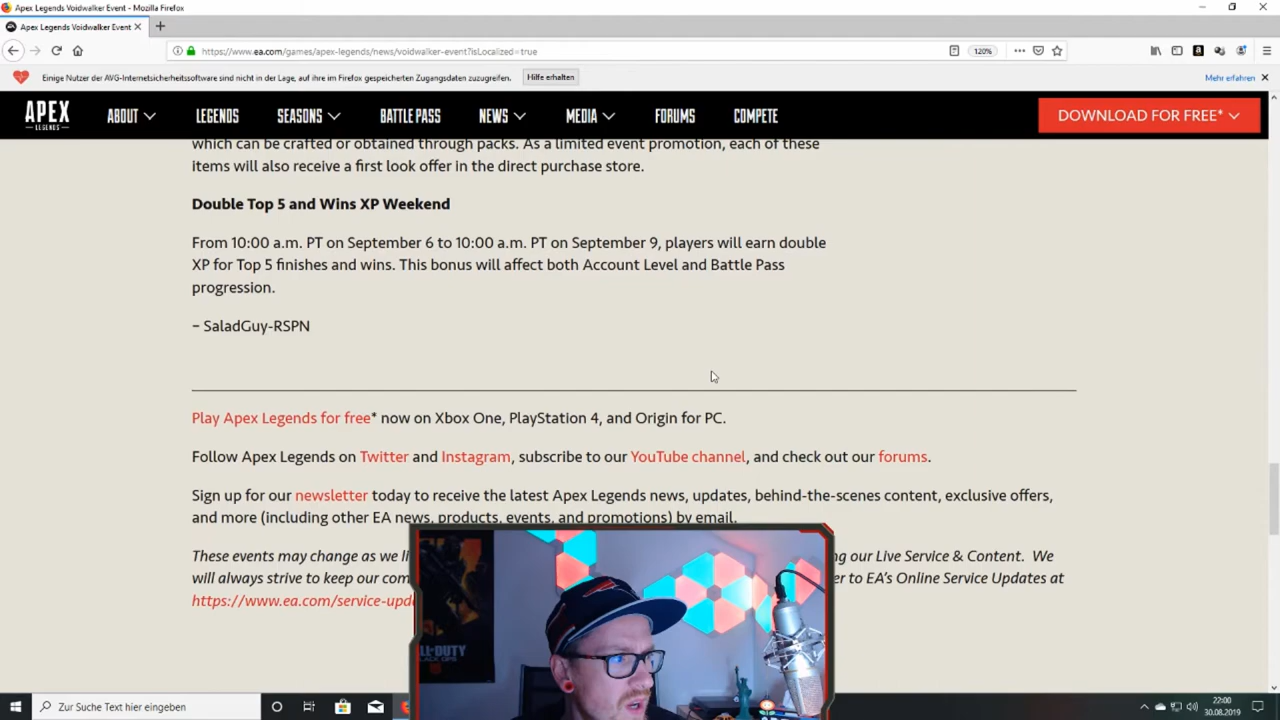 Apex Legends Voidwalker Event - Mozilla Firefox
Apex Legends Voidwalker Event
https://www.ea.com/games/apex-legends/news/voidwalker-event?isLocalized=true
120%
Einige Nutzer der AVG-Internetsicherheitssoftware sind nicht in der Lage, auf ihre im Firefox gespeicherten Zugangsdaten zuzugreifen.
Hilfe erhalten
Mehr erfahren
APEX
LEGENDS
ABOUT
LEGENDS
SEASONS
BATTLE PASS
NEWS
MEDIA
FORUMS
COMPETE
DOWNLOAD FOR FREE*
which can be crafted or obtained through packs. As a limited event promotion, each of these
items will also receive a first look offer in the direct purchase store.
Double Top 5 and Wins XP Weekend
From 10:00 a.m. PT on September 6 to 10:00 a.m. PT on September 9, players will earn double
XP for Top 5 finishes and wins. This bonus will affect both Account Level and Battle Pass
progression.
– SaladGuy-RSPN
Play Apex Legends for free* now on Xbox One, PlayStation 4, and Origin for PC.
Follow Apex Legends on Twitter and Instagram, subscribe to our YouTube channel, and check out our forums.
Sign up for our newsletter today to receive the latest Apex Legends news, updates, behind-the-scenes content, exclusive offers,
and more (including other EA news, products, events, and promotions) by email.
These events may change as we li ng our Live Service & Content. We
will always strive to keep our com er to EA's Online Service Updates at
https://www.ea.com/service-upd
Zur Suche Text hier eingeben
22:00
30.08.2019